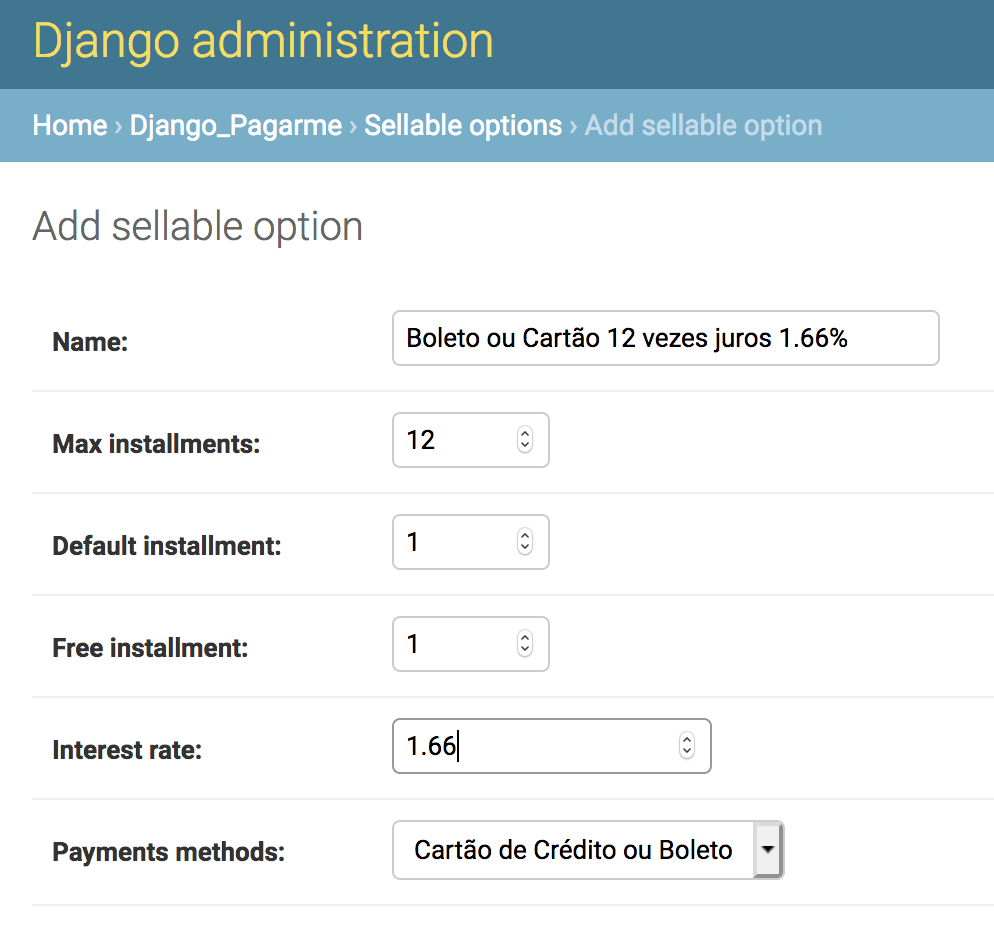 Django administration
Home › Django_Pagarme › Sellable options › Add sellable option
Add sellable option
Name: Boleto ou Cartão 12 vezes juros 1.66%
Max installments: 12
Default installment: 1
Free installment: 1
Interest rate: 1.66
Payments methods: Cartão de Crédito ou Boleto